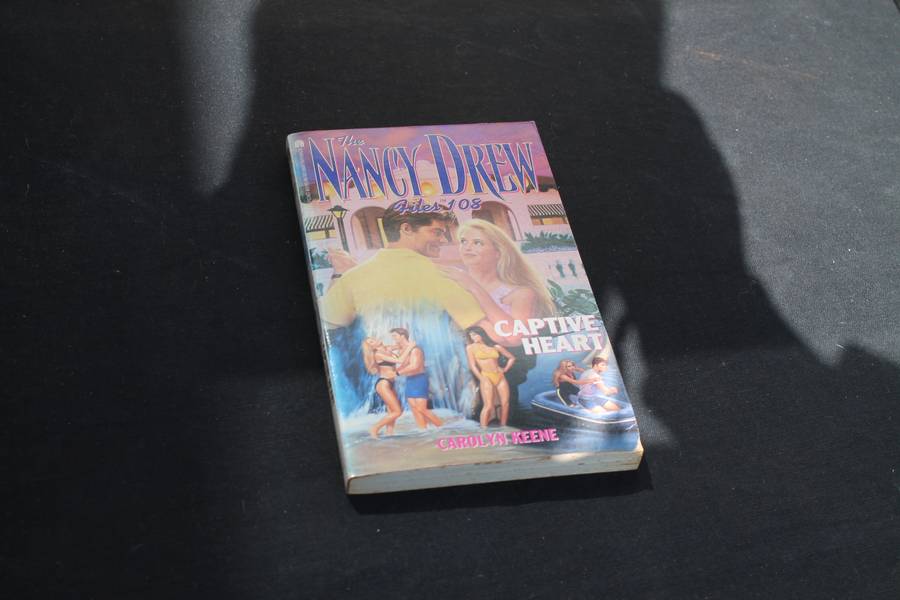 The
NANCY DREW
Files 108
CAPTIVE
HEART
CAROLYN KEENE